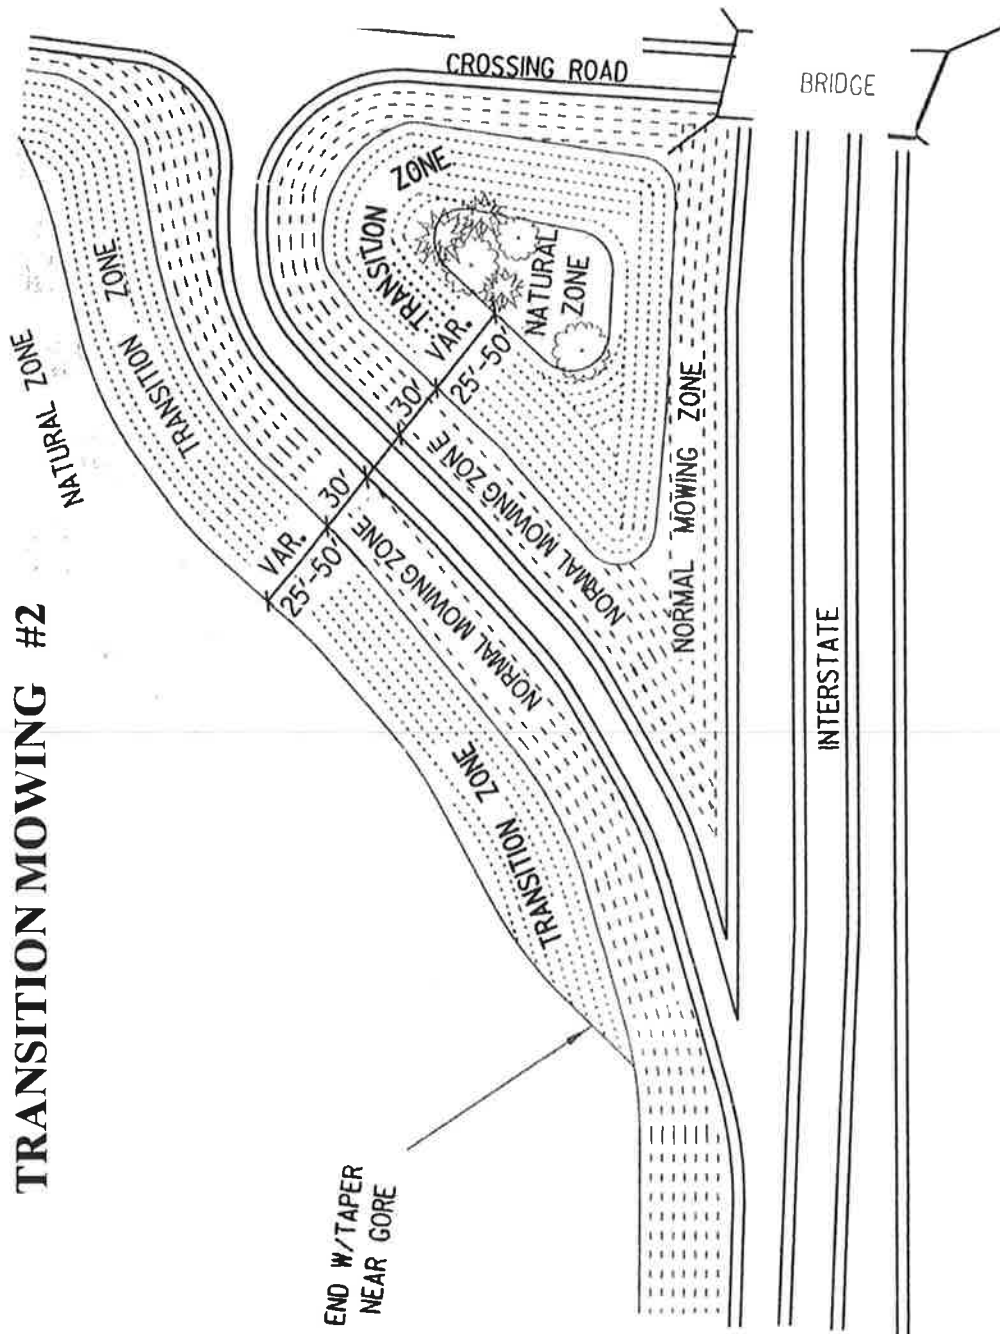 TRANSITION MOWING #2
NATURAL ZONE
TRANSITION ZONE
VAR.
25'-50'
30'
NORMAL MOWING ZONE
TRANSITION ZONE
END W/TAPER
NEAR GORE
CROSSING ROAD
BRIDGE
TRANSITION ZONE
NATURAL
ZONE
VAR.
25'-50'
30'
NORMAL MOWING ZONE
NORMAL MOWING ZONE
INTERSTATE